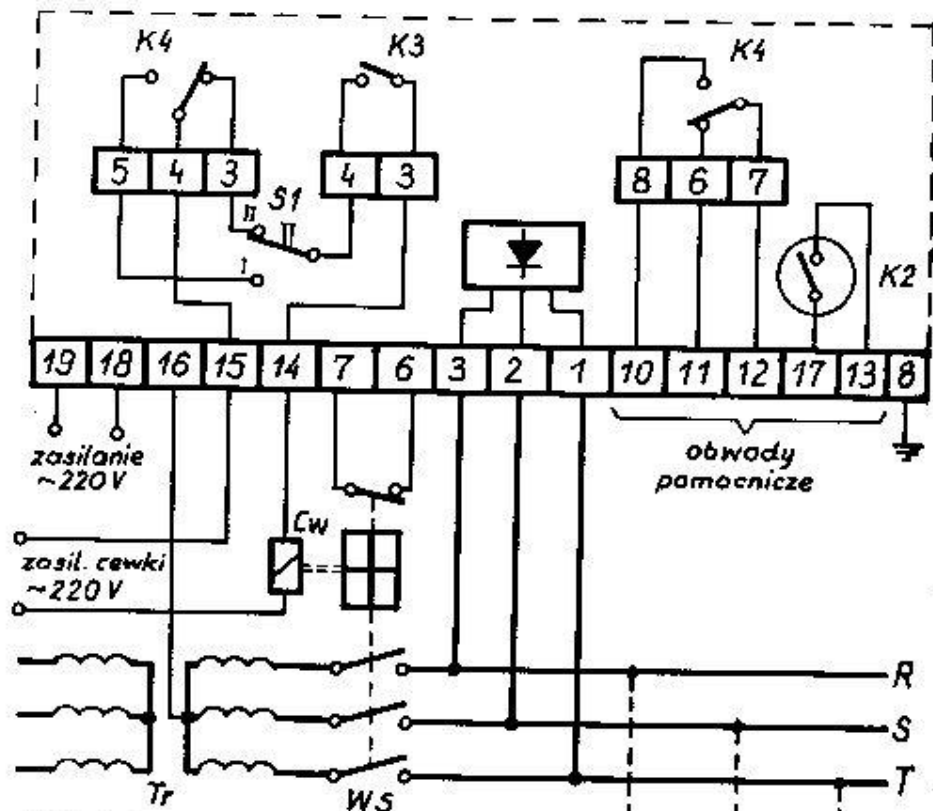 K4 K3 K4
5 4 3 4 3 8 6 7
S1
II
I
K2
19 18 16 15 14 7 6 3 2 1 10 11 12 17 13 8
zasilanie
~220V
obwody
pomocnicze
Cw
zasil. cewki
~220V
R
S
T
Tr WS